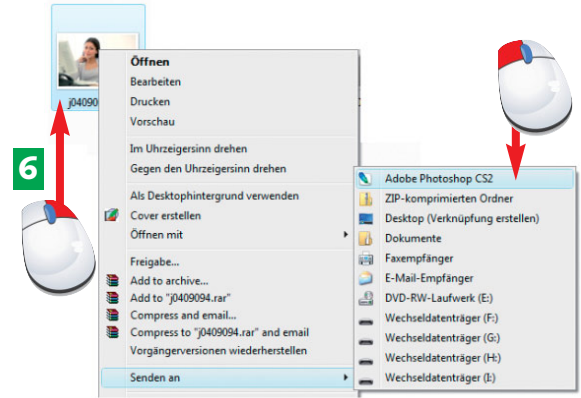 j04090
6
Öffnen
Bearbeiten
Drucken
Vorschau
Im Uhrzeigersinn drehen
Gegen den Uhrzeigersinn drehen
Als Desktophintergrund verwenden
Cover erstellen
Öffnen mit
Freigabe...
Add to archive...
Add to "j0409094.rar"
Compress and email...
Compress to "j0409094.rar" and email
Vorgängerversionen wiederherstellen
Senden an
Adobe Photoshop CS2
ZIP-komprimierten Ordner
Desktop (Verknüpfung erstellen)
Dokumente
Faxempfänger
E-Mail-Empfänger
DVD-RW-Laufwerk (E:)
Wechseldatenträger (F:)
Wechseldatenträger (G:)
Wechseldatenträger (H:)
Wechseldatenträger (I:)